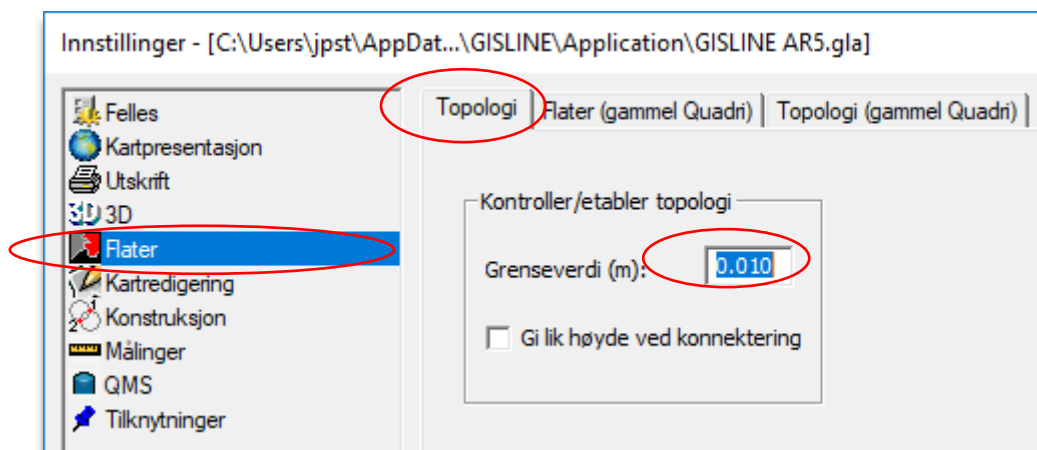 Innstillinger - [C:\Users\jpst\AppDat...\GISLINE\Application\GISLINE AR5.gla]
Felles
Kartpresentasjon
Utskrift
3D
Flater
Kartredigering
Konstruksjon
Målinger
QMS
Tilknytninger
Topologi
Flater (gammel Quadri)
Topologi (gammel Quadri)
Kontroller/etabler topologi
Grenseverdi (m):
0.010
Gi lik høyde ved konnektering